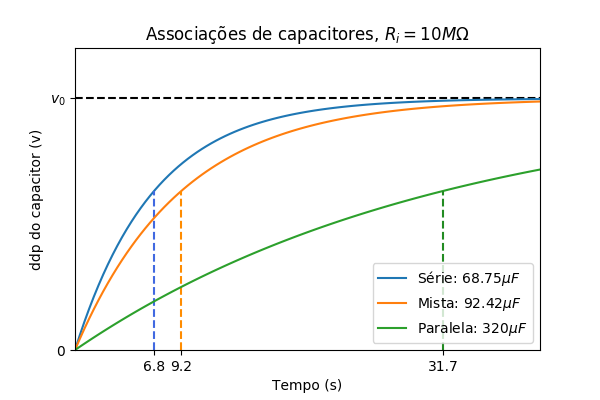 Associações de capacitores, $R_i = 10M\Omega$
$v_0$
ddp do capacitor (v)
Série: 68.75$\mu F$
Mista: 92.42$\mu F$
Paralela: 320$\mu F$
0
6.8 9.2 31.7
Tempo (s)